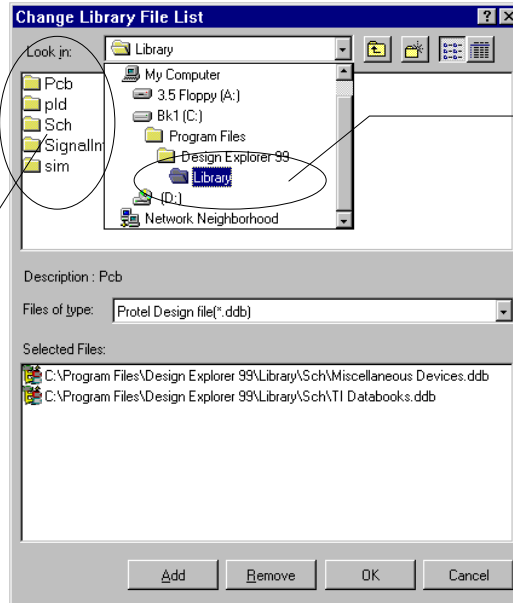 Change Library File List
Look in:
Library
My Computer
3.5 Floppy (A:)
Bk1 (C:)
Program Files
Design Explorer 99
Library
(D:)
Network Neighborhood
Pcb
pld
Sch
SignalIn
sim
Description : Pcb
Files of type:
Protel Design file(*.ddb)
Selected Files:
C:\Program Files\Design Explorer 99\Library\Sch\Miscellaneous Devices.ddb
C:\Program Files\Design Explorer 99\Library\Sch\TI Databooks.ddb
Add
Remove
OK
Cancel